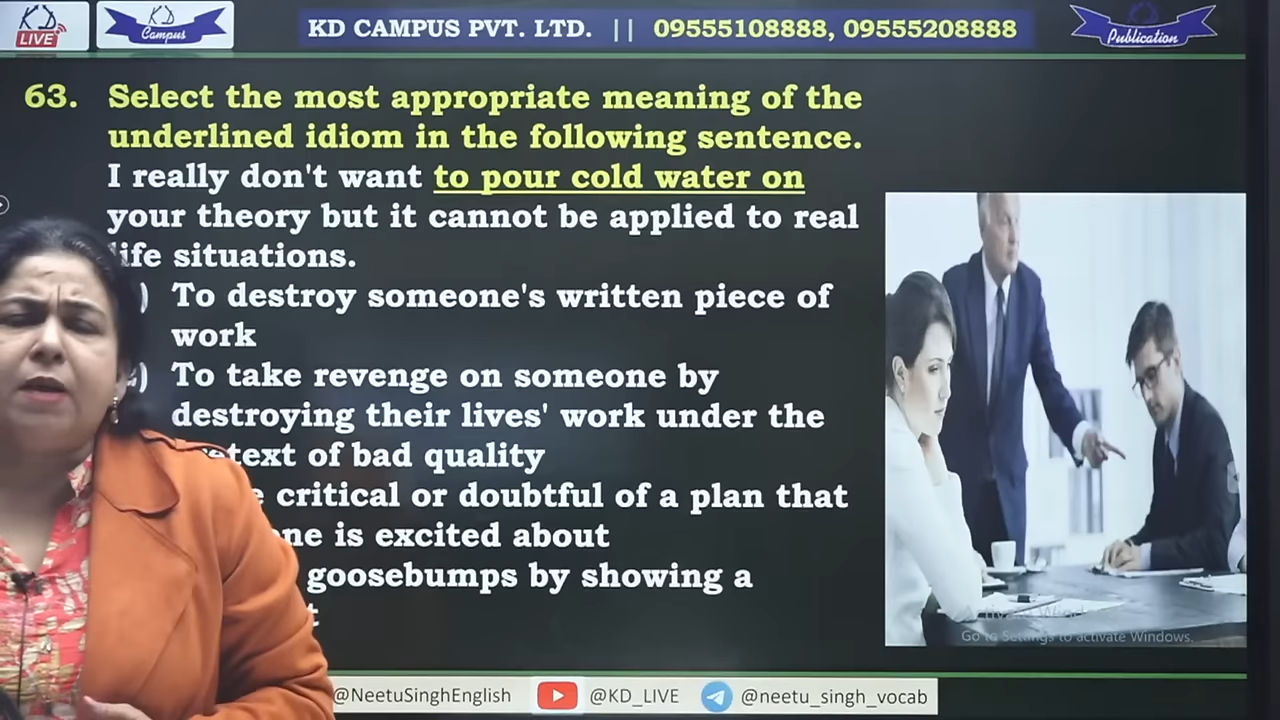 KD
LIVE
KD
Campus
KD CAMPUS PVT. LTD. || 09555108888, 09555208888
Publication
63. Select the most appropriate meaning of the
underlined idiom in the following sentence.
I really don't want to pour cold water on
your theory but it cannot be applied to real
life situations.
) To destroy someone's written piece of
work
2) To take revenge on someone by
destroying their lives' work under the
pretext of bad quality
critical or doubtful of a plan that
is excited about
goosebumps by showing a
Go to Settings to activate Windows.
@NeetuSinghEnglish @KD_LIVE @neetu_singh_vocab